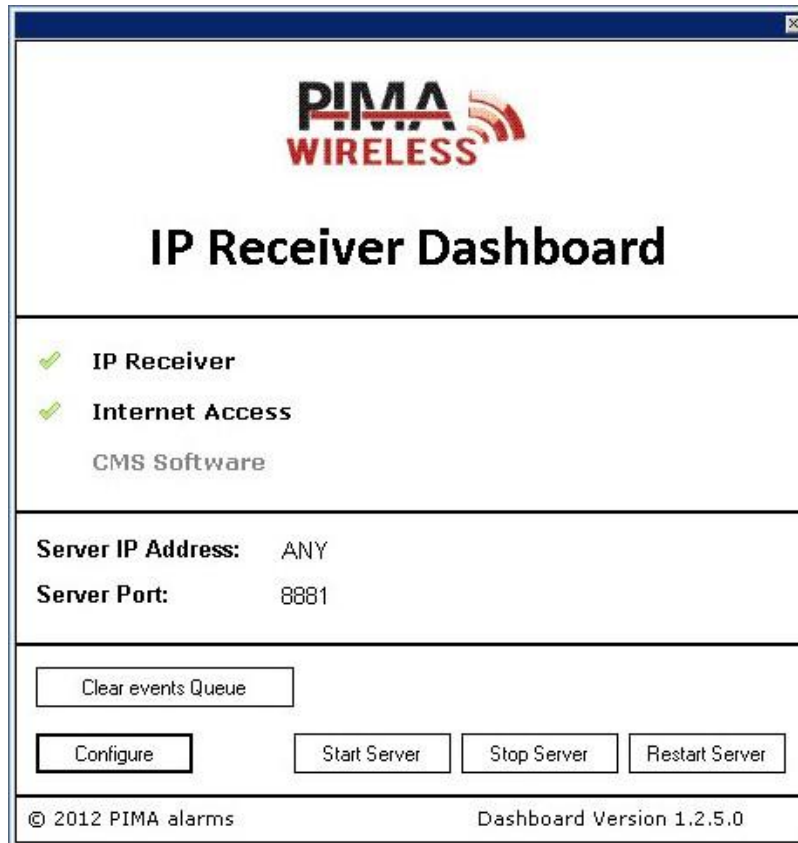 PIMA
WIRELESS
IP Receiver Dashboard
IP Receiver
Internet Access
CMS Software
Server IP Address: ANY
Server Port: 8881
Clear events Queue
Configure Start Server Stop Server Restart Server
© 2012 PIMA alarms Dashboard Version 1.2.5.0